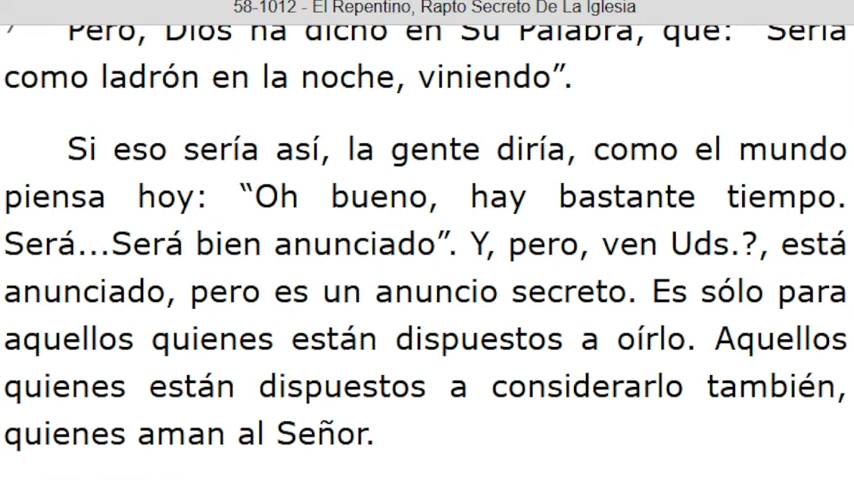 58-1012 - El Repentino, Rapto Secreto De La Iglesia
7 Pero, Dios ha dicho en Su Palabra, que: “Sería
como ladrón en la noche, viniendo”.
Si eso sería así, la gente diría, como el mundo
piensa hoy: “Oh bueno, hay bastante tiempo.
Será...Será bien anunciado”. Y, pero, ven Uds.?, está
anunciado, pero es un anuncio secreto. Es sólo para
aquellos quienes están dispuestos a oírlo. Aquellos
quienes están dispuestos a considerarlo también,
quienes aman al Señor.